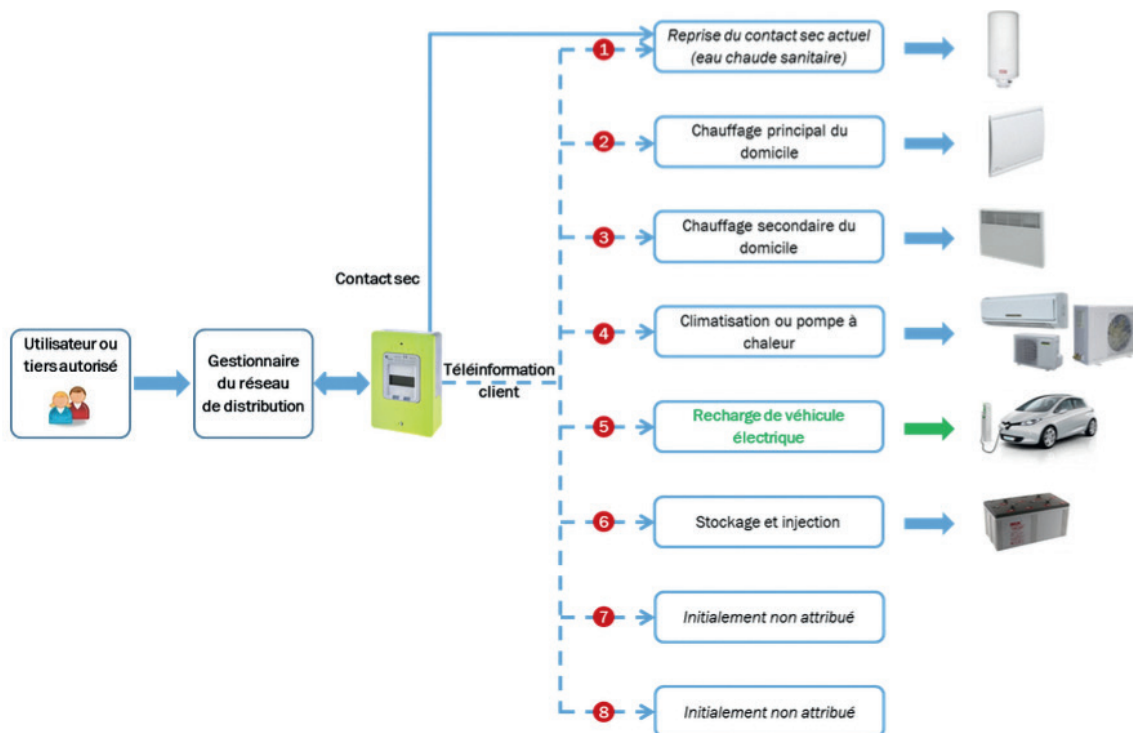 Reprise du contact sec actuel
(eau chaude sanitaire)
1
Chauffage principal du
domicile
2
Chauffage secondaire du
domicile
3
Contact sec
Climatisation ou pompe à
chaleur
4
Utilisateur ou
tiers autorisé
Gestionnaire
du réseau
de distribution
Téléinformation
client
Recharge de véhicule
électrique
5
Stockage et injection
6
Initialement non attribué
7
Initialement non attribué
8